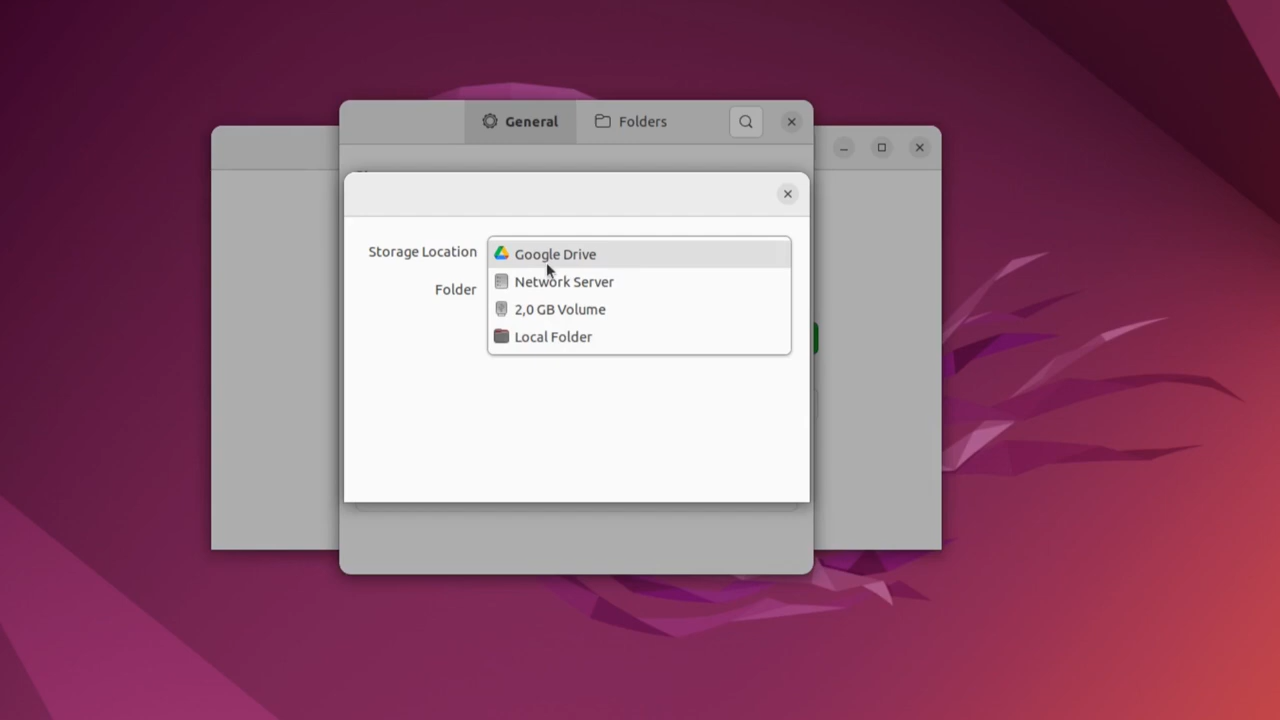 General
Folders
Storage Location
Google Drive
Network Server
Folder
2,0 GB Volume
Local Folder